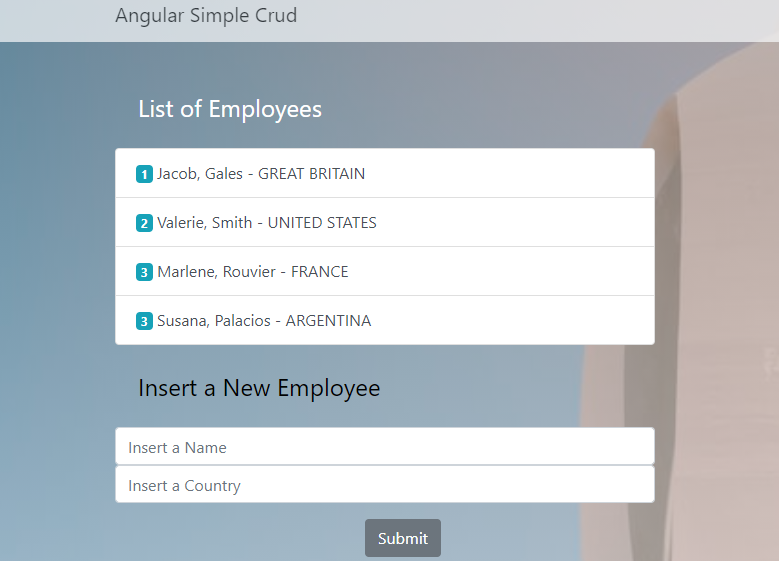 Angular Simple Crud
List of Employees
1 Jacob, Gales - GREAT BRITAIN
2 Valerie, Smith - UNITED STATES
3 Marlene, Rouvier - FRANCE
3 Susana, Palacios - ARGENTINA
Insert a New Employee
Insert a Name
Insert a Country
Submit